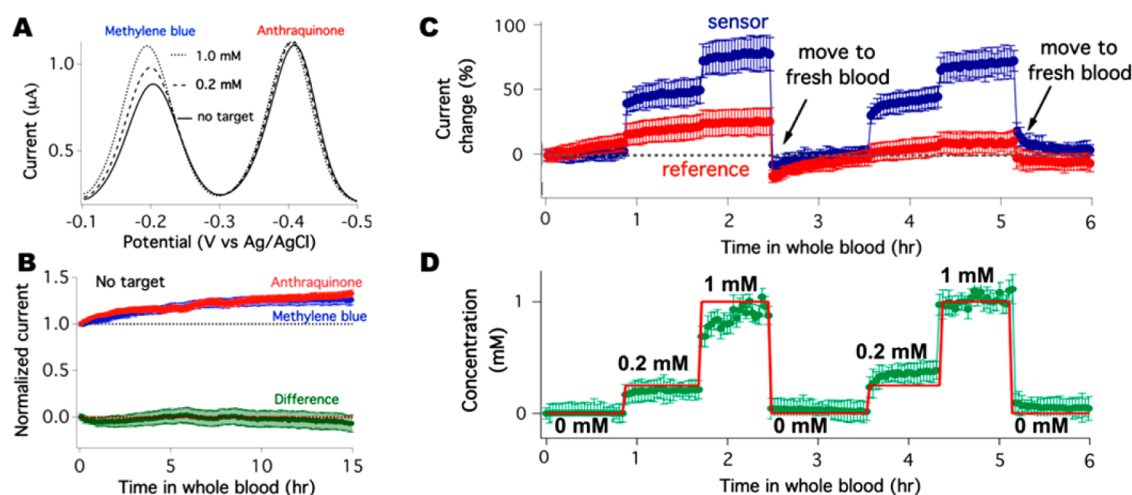 A
Methylene blue
Anthraquinone
1.0 mM
0.2 mM
no target
Current (μA)
1.0
0.5
-0.1
-0.2
-0.3
-0.4
-0.5
Potential (V vs Ag/AgCl)
B
No target
Anthraquinone
Methylene blue
Difference
Normalized current
1.5
1.0
0.5
0.0
0
5
10
15
Time in whole blood (hr)
C
sensor
move to
fresh blood
move to
fresh blood
reference
Current
change (%)
100
50
0
0
1
2
3
4
5
6
Time in whole blood (hr)
D
1 mM
1 mM
0.2 mM
0.2 mM
0 mM
0 mM
0 mM
Concentration
(mM)
1
0
0
1
2
3
4
5
6
Time in whole blood (hr)